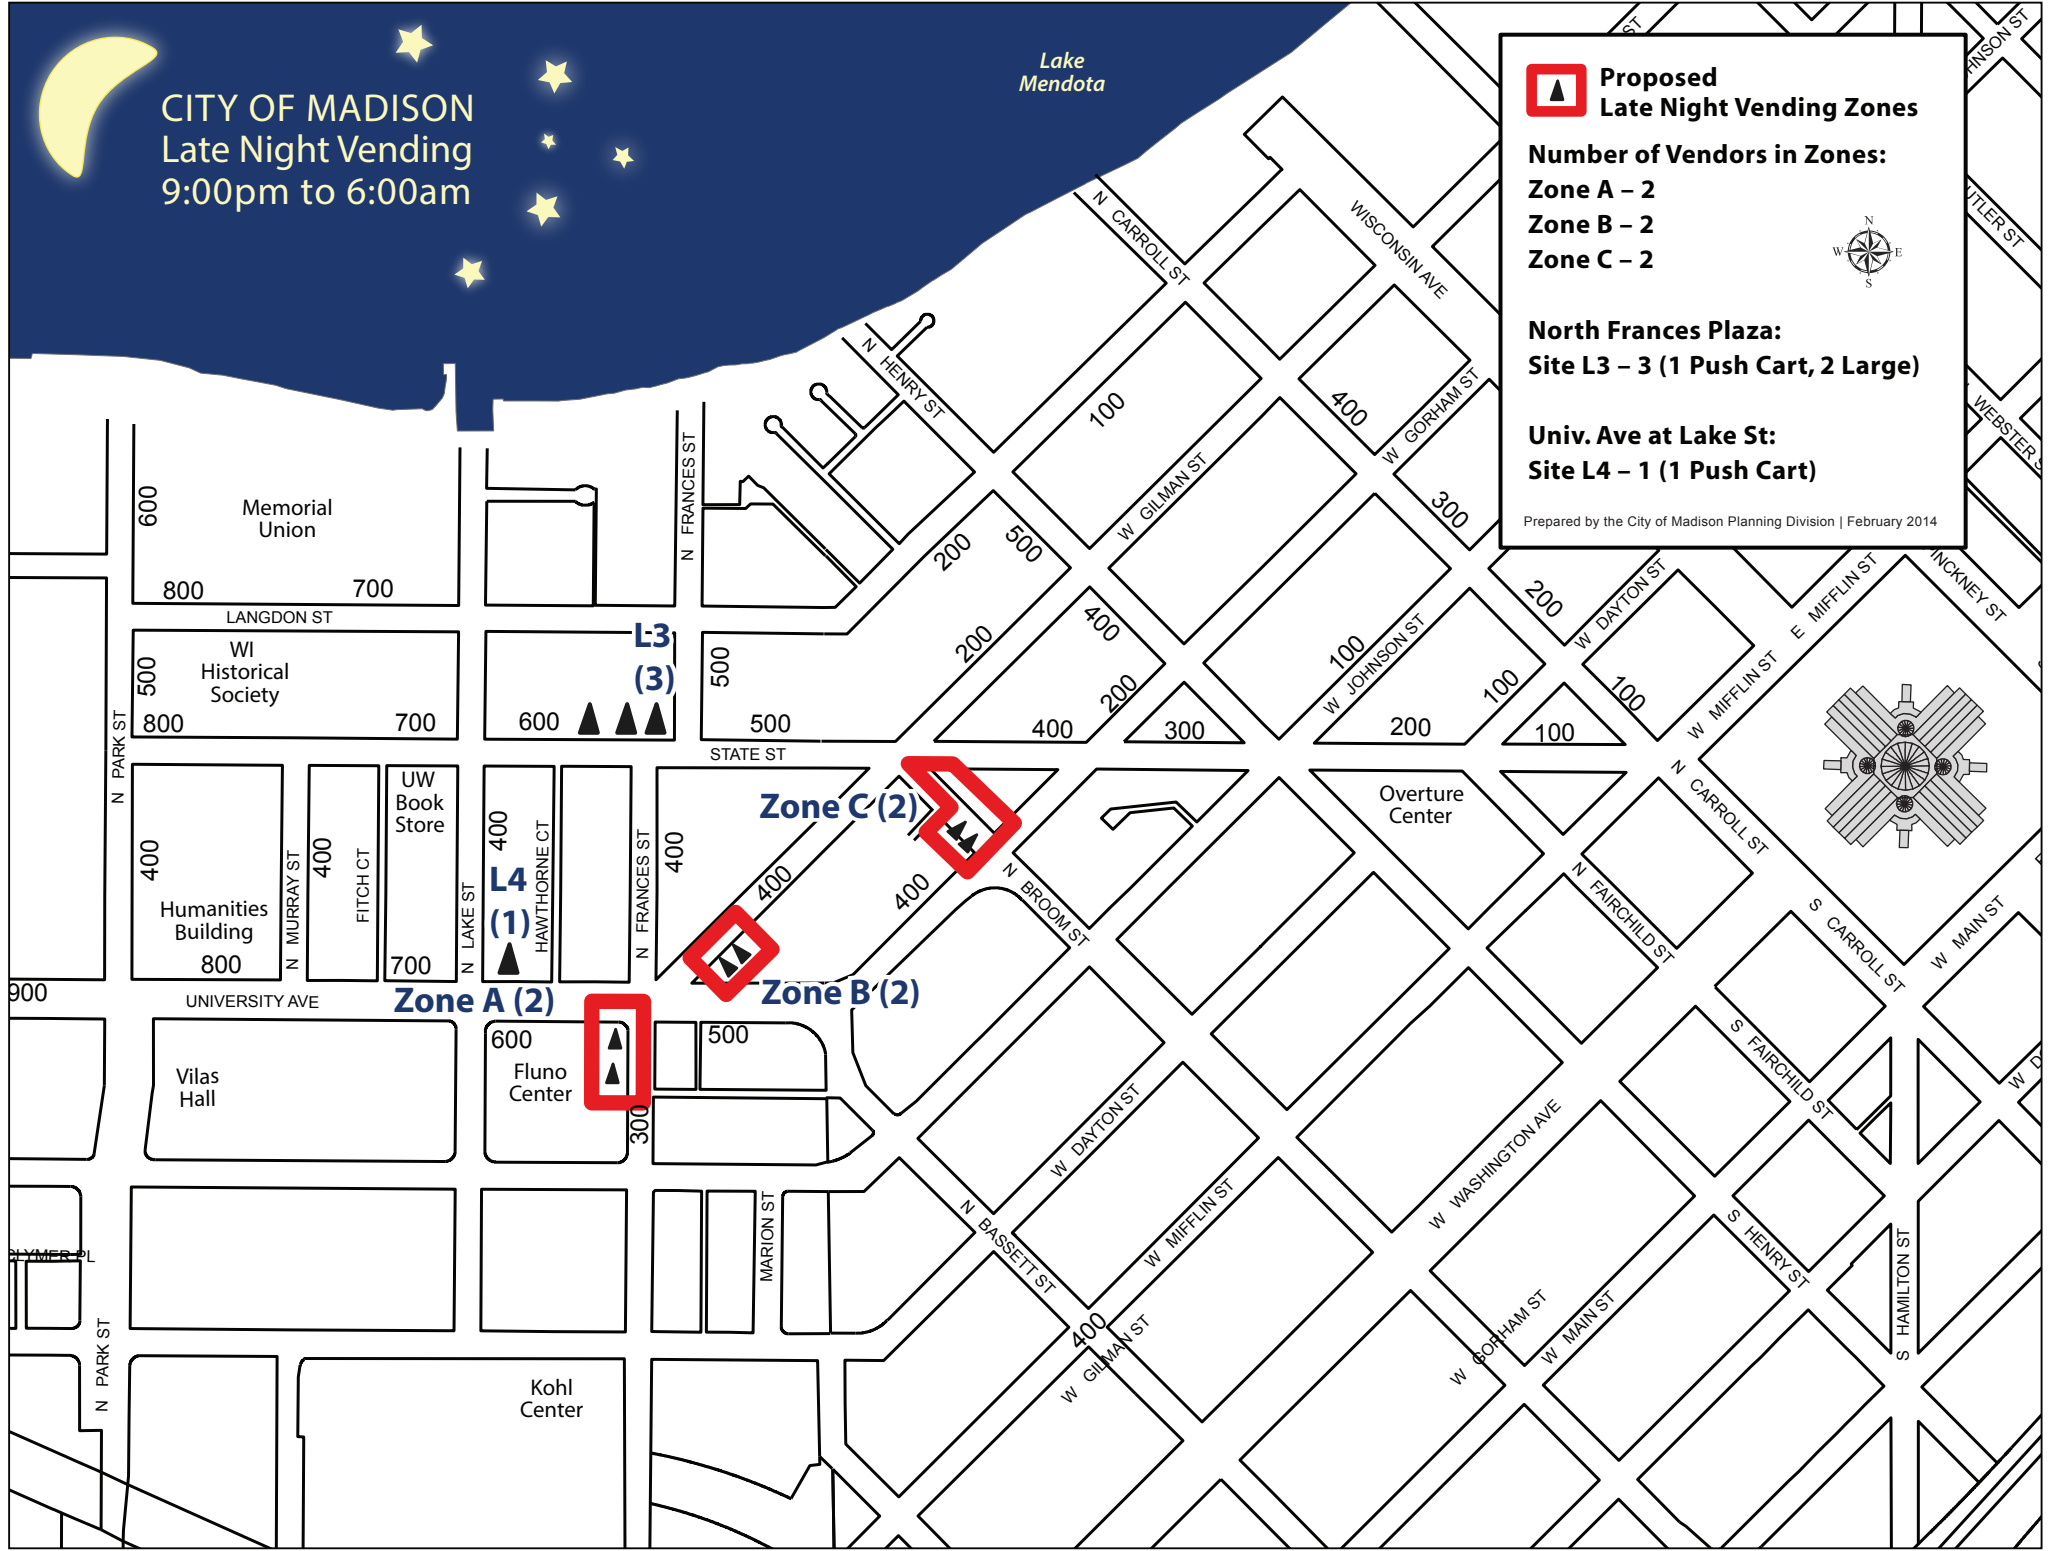 CITY OF MADISON
Late Night Vending
9:00pm to 6:00am
Lake
Mendota
Proposed
Late Night Vending Zones
Number of Vendors in Zones:
Zone A – 2
Zone B – 2
Zone C – 2
N
W E
S
North Frances Plaza:
Site L3 – 3 (1 Push Cart, 2 Large)
Univ. Ave at Lake St:
Site L4 – 1 (1 Push Cart)
Prepared by the City of Madison Planning Division | February 2014
ST
N CARROLL ST
WISCONSIN AVE
N HENRY ST
100
400
W GORHAM ST
WEBSTER
N FRANCES ST
W GILMAN ST
300
600
Memorial
Union
800
700
200
500
200
W DAYTON ST
E MIFFLIN ST
LANGDON ST
L3
(3)
WI
Historical
Society
500
500
200
400
100
W JOHNSON ST
100
100
W MIFFLIN ST
800
700
600
500
400
200
300
200
100
N PARK ST
STATE ST
UW
Book
Store
400
400
400
FITCH CT
N MURRAY ST
N LAKE ST
400
HAWTHORNE CT
N FRANCES ST
400
L4
(1)
Zone C (2)
400
400
N BROOM ST
Overture
Center
N CARROLL ST
N FAIRCHILD ST
S CARROLL ST
W MAIN ST
Humanities
Building
800
700
900
UNIVERSITY AVE
Zone A (2)
Zone B (2)
600
500
Fluno
Center
300
Vilas
Hall
W DAYTON ST
W WASHINGTON AVE
S FAIRCHILD ST
N BASSETT ST
W MIFFLIN ST
S HENRY ST
S HAMILTON ST
MARION ST
CLYMER PL
N PARK ST
400
W GILMAN ST
W GORHAM ST
W MAIN ST
Kohl
Center